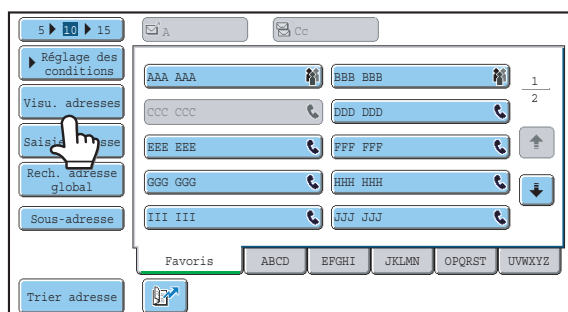 5 10 15
A
Cc
Réglage des
conditions
AAA AAA
BBB BBB
1
2
Visu. adresses
CCC CCC
DDD DDD
EEE EEE
FFF FFF
Rech. adresse
global
GGG GGG
HHH HHH
Sous-adresse
III III
JJJ JJJ
Favoris
ABCD
EFGHI
JKLMN
OPQRST
UVWXYZ
Trier adresse